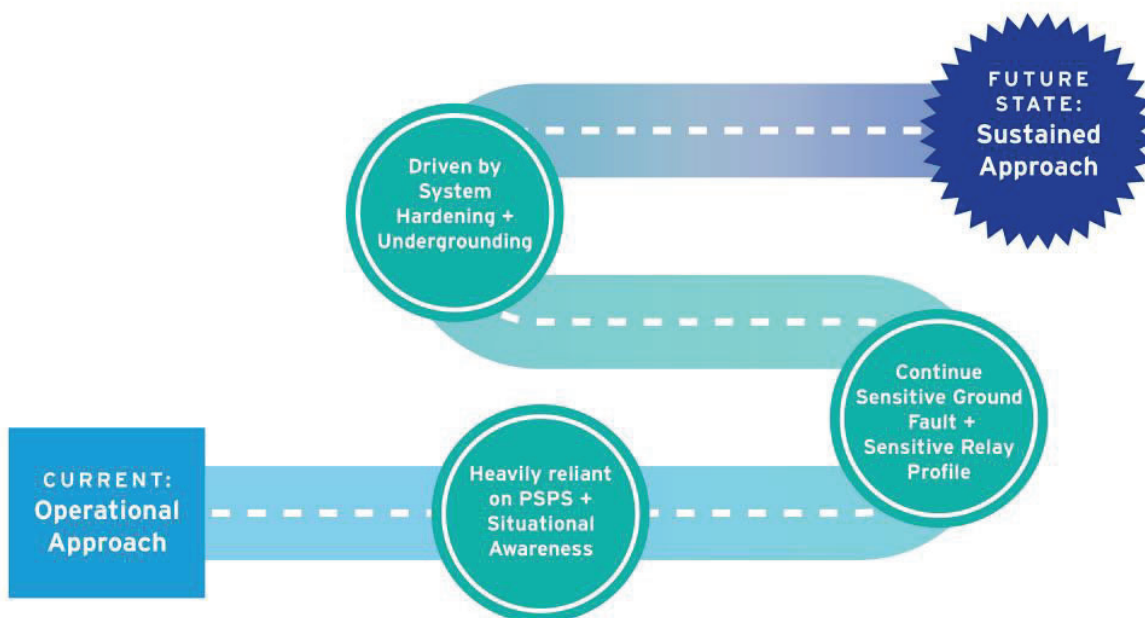 CURRENT:
Operational
Approach
Heavily reliant
on PSPS +
Situational
Awareness
Continue
Sensitive Ground
Fault +
Sensitive Relay
Profile
Driven by
System
Hardening +
Undergrounding
FUTURE
STATE:
Sustained
Approach